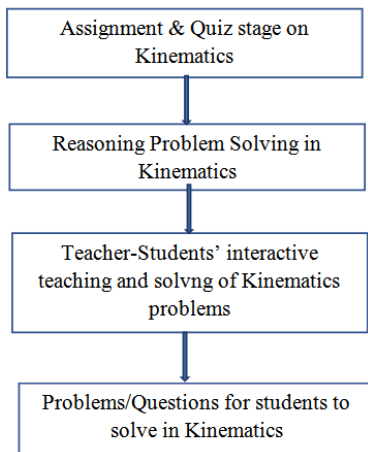 Assignment & Quiz stage on
Kinematics
Reasoning Problem Solving in
Kinematics
Teacher-Students’ interactive
teaching and solvng of Kinematics
problems
Problems/Questions for students to
solve in Kinematics